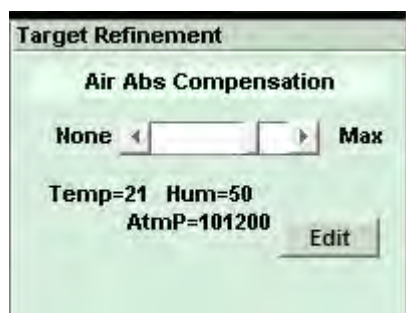 Target Refinement
Air Abs Compensation
None Max
Temp=21 Hum=50
AtmP=101200
Edit